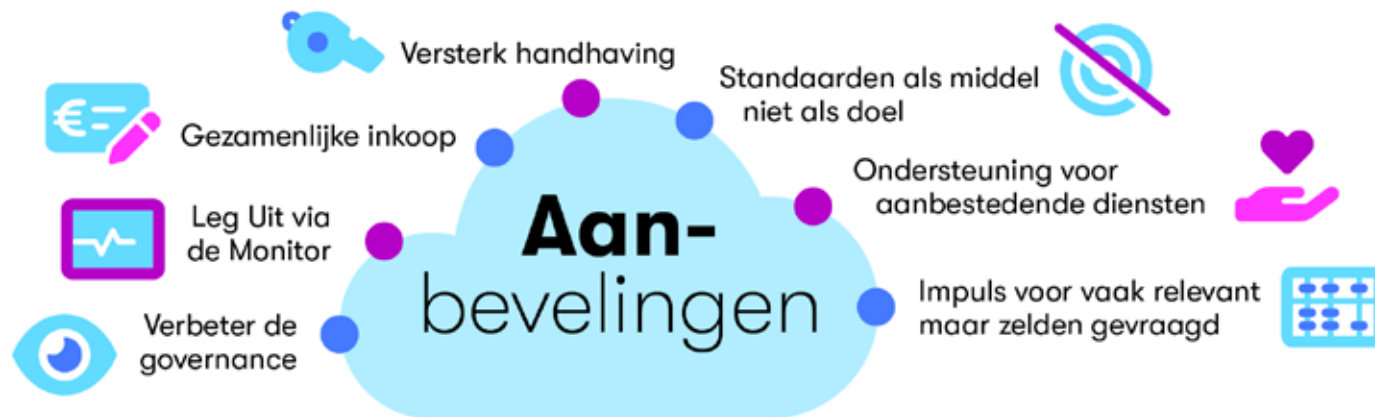 Versterk handhaving
Standaarden als middel
niet als doel
Gezamenlijke inkoop
Ondersteuning voor
aanbestedende diensten
Leg Uit via
de Monitor
Aan-
bevelingen
Impuls voor vaak relevant
maar zelden gevraagd
Verbeter de
governance